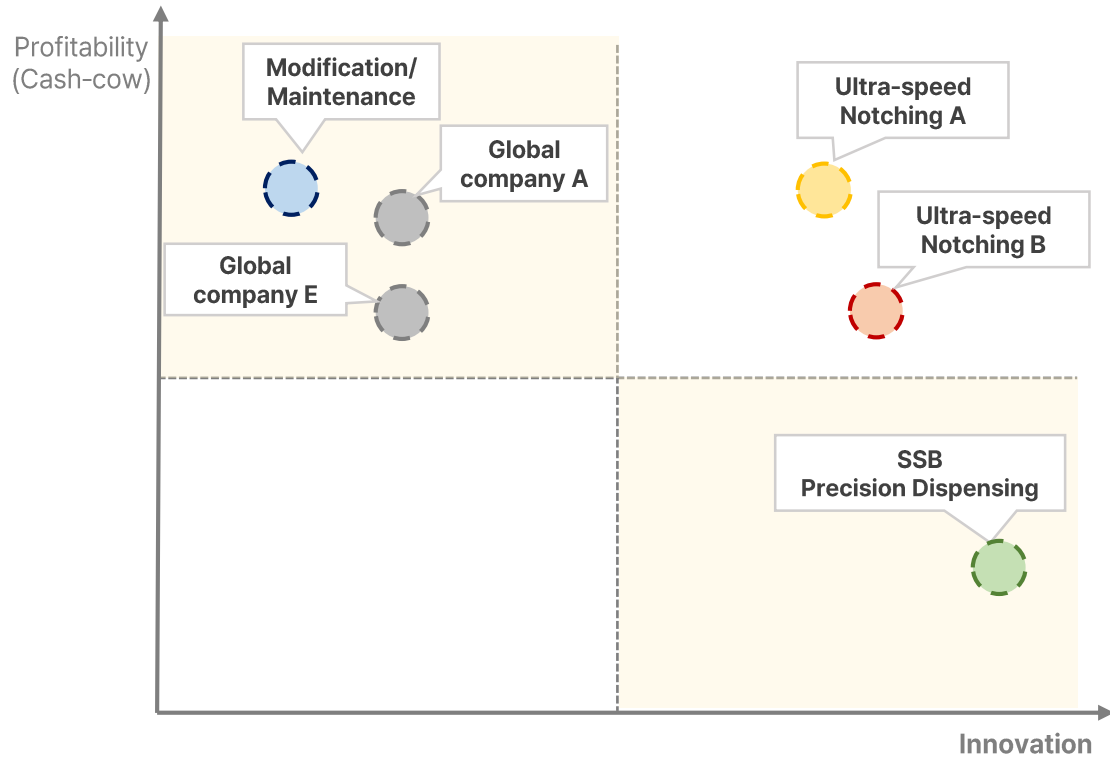 Profitability
(Cash-cow)
Modification/
Maintenance
Global
company A
Global
company E
Ultra-speed
Notching A
Ultra-speed
Notching B
SSB
Precision Dispensing
Innovation